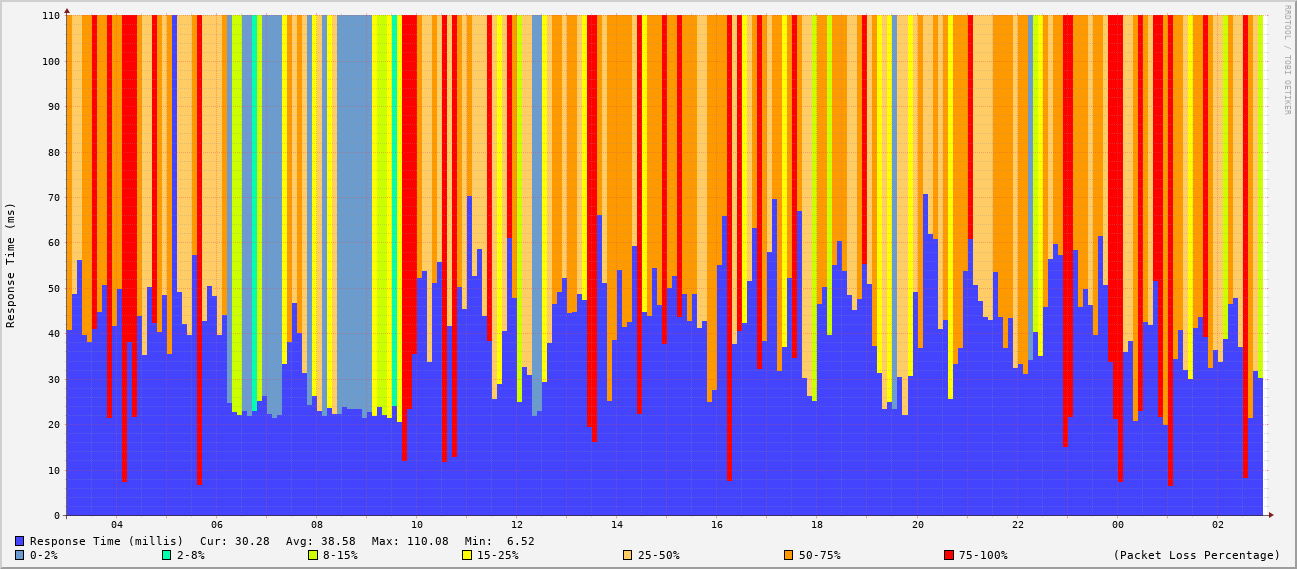 RRDTOOL / TOBI OETIKER
Response Time (ms)
110
100
90
80
70
60
50
40
30
20
10
0
04 06 08 10 12 14 16 18 20 22 00 02
Response Time (millis) Cur: 30.28 Avg: 38.58 Max: 110.08 Min: 6.52
0-2% 2-8% 8-15% 15-25% 25-50% 50-75% 75-100% (Packet Loss Percentage)